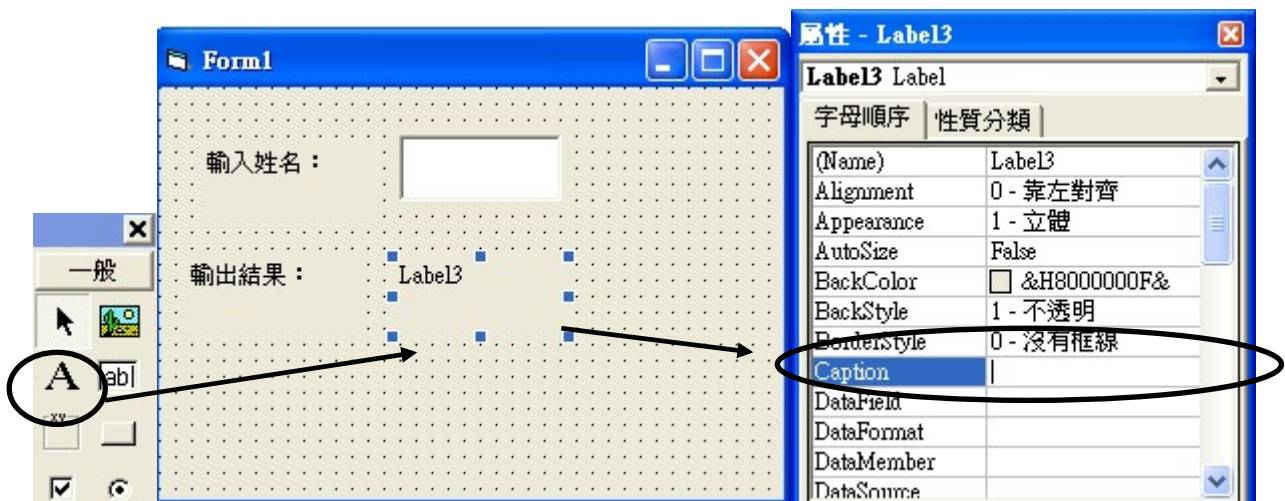 Form1
輸入姓名：
輸出結果：
Label3
一般
A
ab
XY
屬性 - Label3
Label3 Label
字母順序 性質分類
(Name) Label3
Alignment 0 - 靠左對齊
Appearance 1 - 立體
AutoSize False
BackColor &H8000000F&
BackStyle 1 - 不透明
BorderStyle 0 - 沒有框線
Caption
DataField
DataFormat
DataMember
DataSource